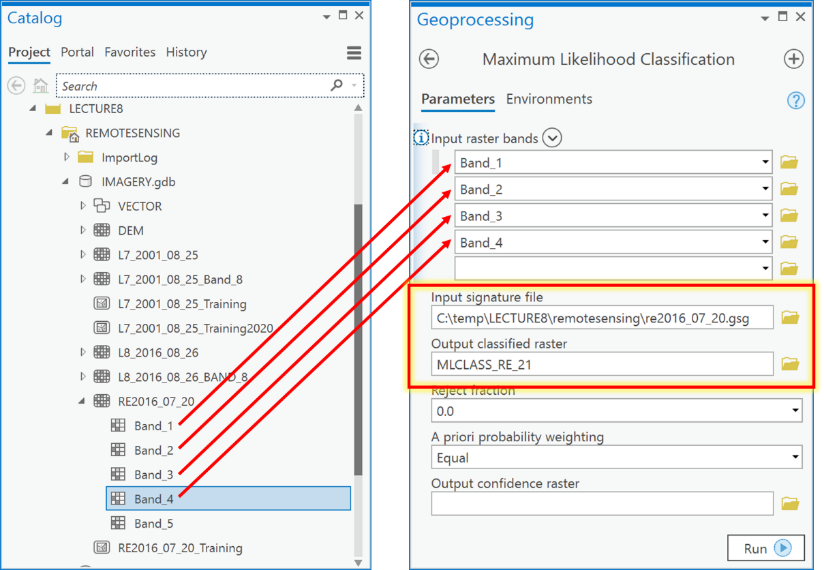 Catalog
Project Portal Favorites History
Search
LECTURE8
REMOTESENSING
ImportLog
IMAGERY.gdb
VECTOR
DEM
L7_2001_08_25
L7_2001_08_25_Band_8
L7_2001_08_25_Training
L7_2001_08_25_Training2020
L8_2016_08_26
L8_2016_08_26_BAND_8
RE2016_07_20
Band_1
Band_2
Band_3
Band_4
Band_5
RE2016_07_20_Training
Geoprocessing
Maximum Likelihood Classification
Parameters Environments
?
Input raster bands
Band_1
Band_2
Band_3
Band_4
Input signature file
C:\temp\LECTURE8\remotesensing\re2016_07_20.gsg
Output classified raster
MLCLASS_RE_21
Reject fraction
0.0
A priori probability weighting
Equal
Output confidence raster
Run